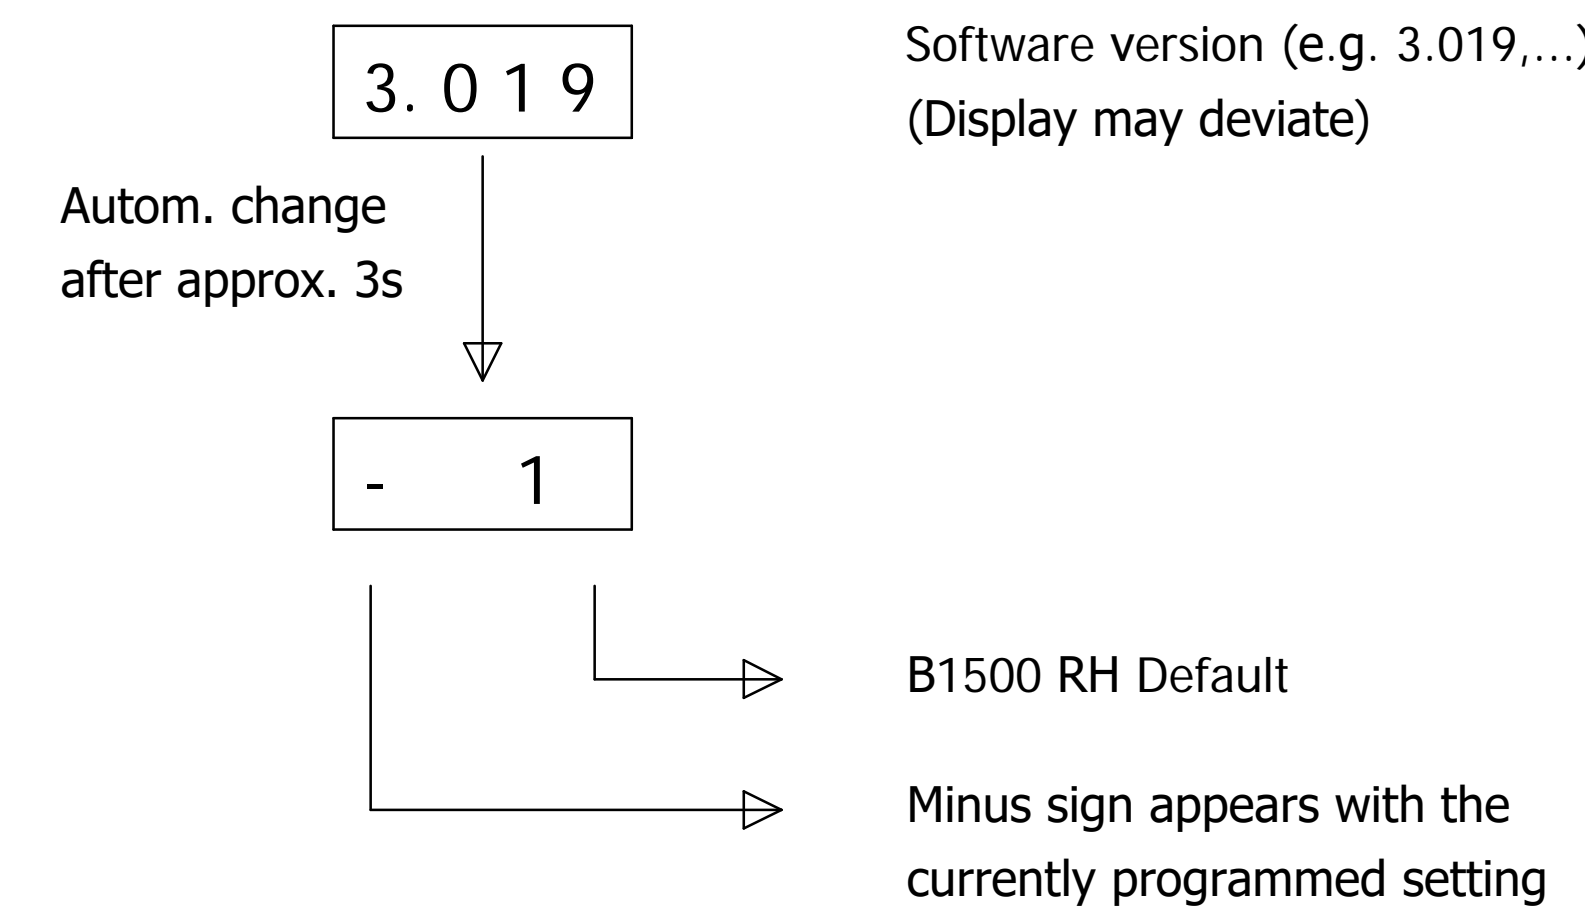 3. 0 1 9
Software version (e.g. 3.019,...)
(Display may deviate)
Autom. change
after approx. 3s
- 1
B1500 RH Default
Minus sign appears with the
currently programmed setting